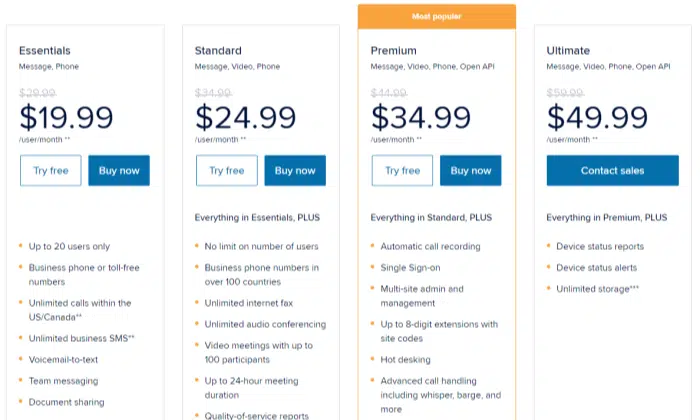 Most popular
Essentials
Message, Phone
$29.99
$19.99
/user/month **
Try free
Buy now
Up to 20 users only
Business phone or toll-free
numbers
Unlimited calls within the
US/Canada**
Unlimited business SMS**
Voicemail-to-text
Team messaging
Document sharing
Standard
Message, Video, Phone
$34.99
$24.99
/user/month **
Try free
Buy now
Everything in Essentials, PLUS
No limit on number of users
Business phone numbers in
over 100 countries
Unlimited internet fax
Unlimited audio conferencing
Video meetings with up to
100 participants
Up to 24-hour meeting
duration
Quality-of-service reports
Premium
Message, Video, Phone, Open API
$44.99
$34.99
/user/month **
Try free
Buy now
Everything in Standard, PLUS
Automatic call recording
Single Sign-on
Multi-site admin and
management
Up to 8-digit extensions with
site codes
Hot desking
Advanced call handling
including whisper, barge, and
more
Ultimate
Message, Video, Phone, Open API
$59.99
$49.99
/user/month **
Contact sales
Everything in Premium, PLUS
Device status reports
Device status alerts
Unlimited storage***